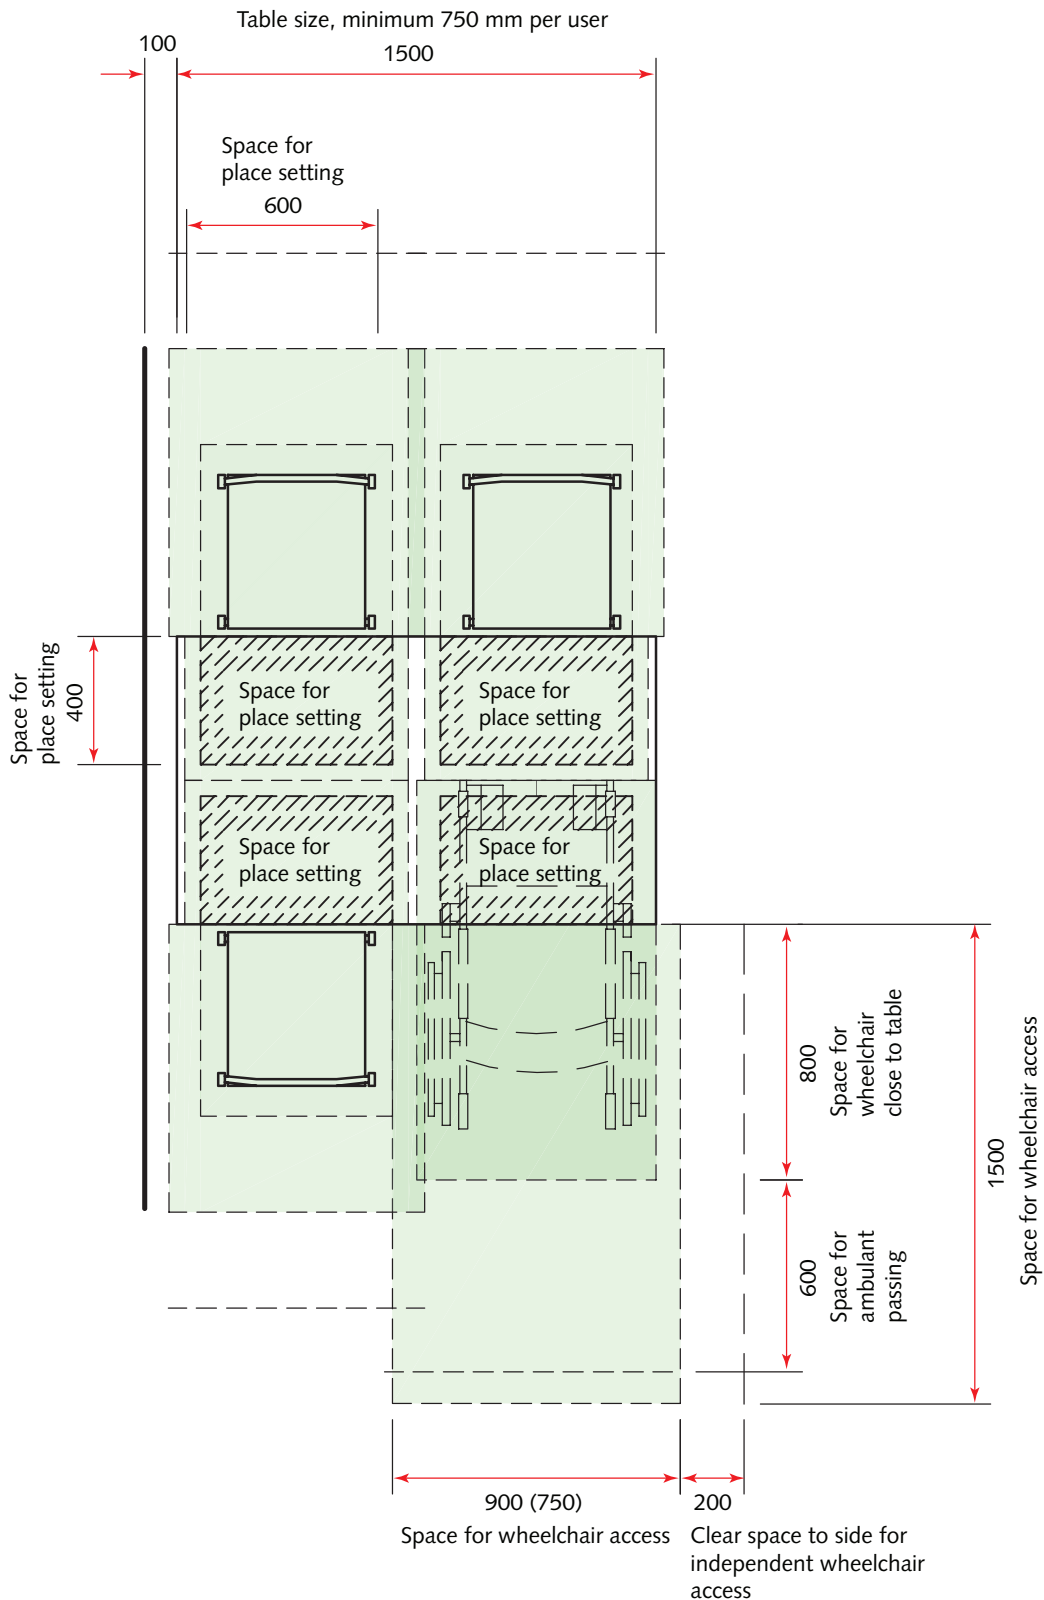 Table size, minimum 750 mm per user
100
1500
Space for
place setting
600
Space for
place setting
400
Space for
place setting
Space for
place setting
Space for
place setting
Space for
place setting
800
Space for
wheelchair
close to table
1500
Space for wheelchair access
600
Space for
ambulant
passing
900 (750)
200
Space for wheelchair access
Clear space to side for
independent wheelchair
access